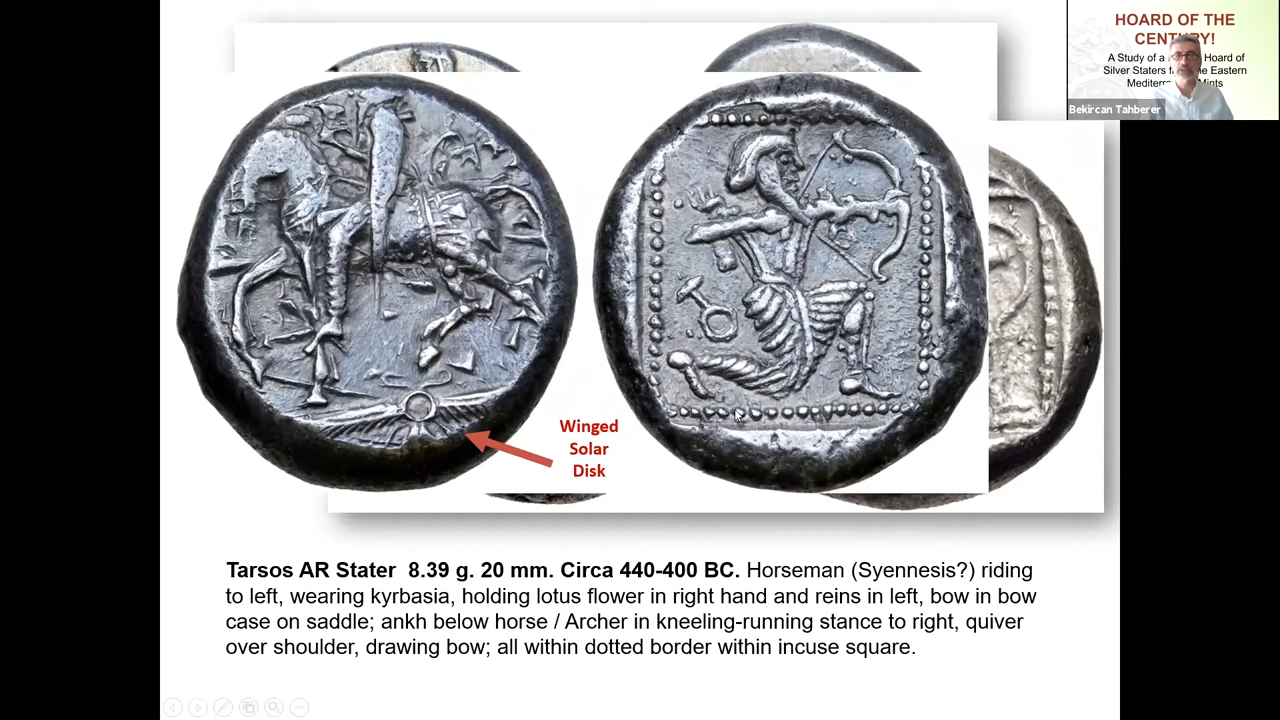 HOARD OF THE
CENTURY!
A Study of a Hoard of
Silver Staters the Eastern
Mints
Bekircan Tahberer
Winged
Solar
Disk
Tarsos AR Stater 8.39 g. 20 mm. Circa 440-400 BC. Horseman (Syennesis?) riding
to left, wearing kyrbasia, holding lotus flower in right hand and reins in left, bow in bow
case on saddle; ankh below horse / Archer in kneeling-running stance to right, quiver
over shoulder, drawing bow; all within dotted border within incuse square.